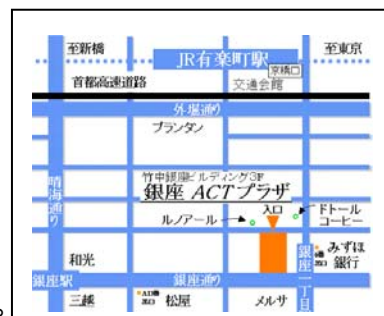 至新橋
JR有楽町駅
至東京
京橋口
首都高速道路
交通会館
外堀通り
プランタン
竹中銀座ビルディング3F
銀座 ACTプラザ
晴海通り
ルノアール
入口
ドトール
コーヒー
和光
みずほ
銀行
銀座駅
銀座通り
銀座一丁目
三越
松屋
メルサ